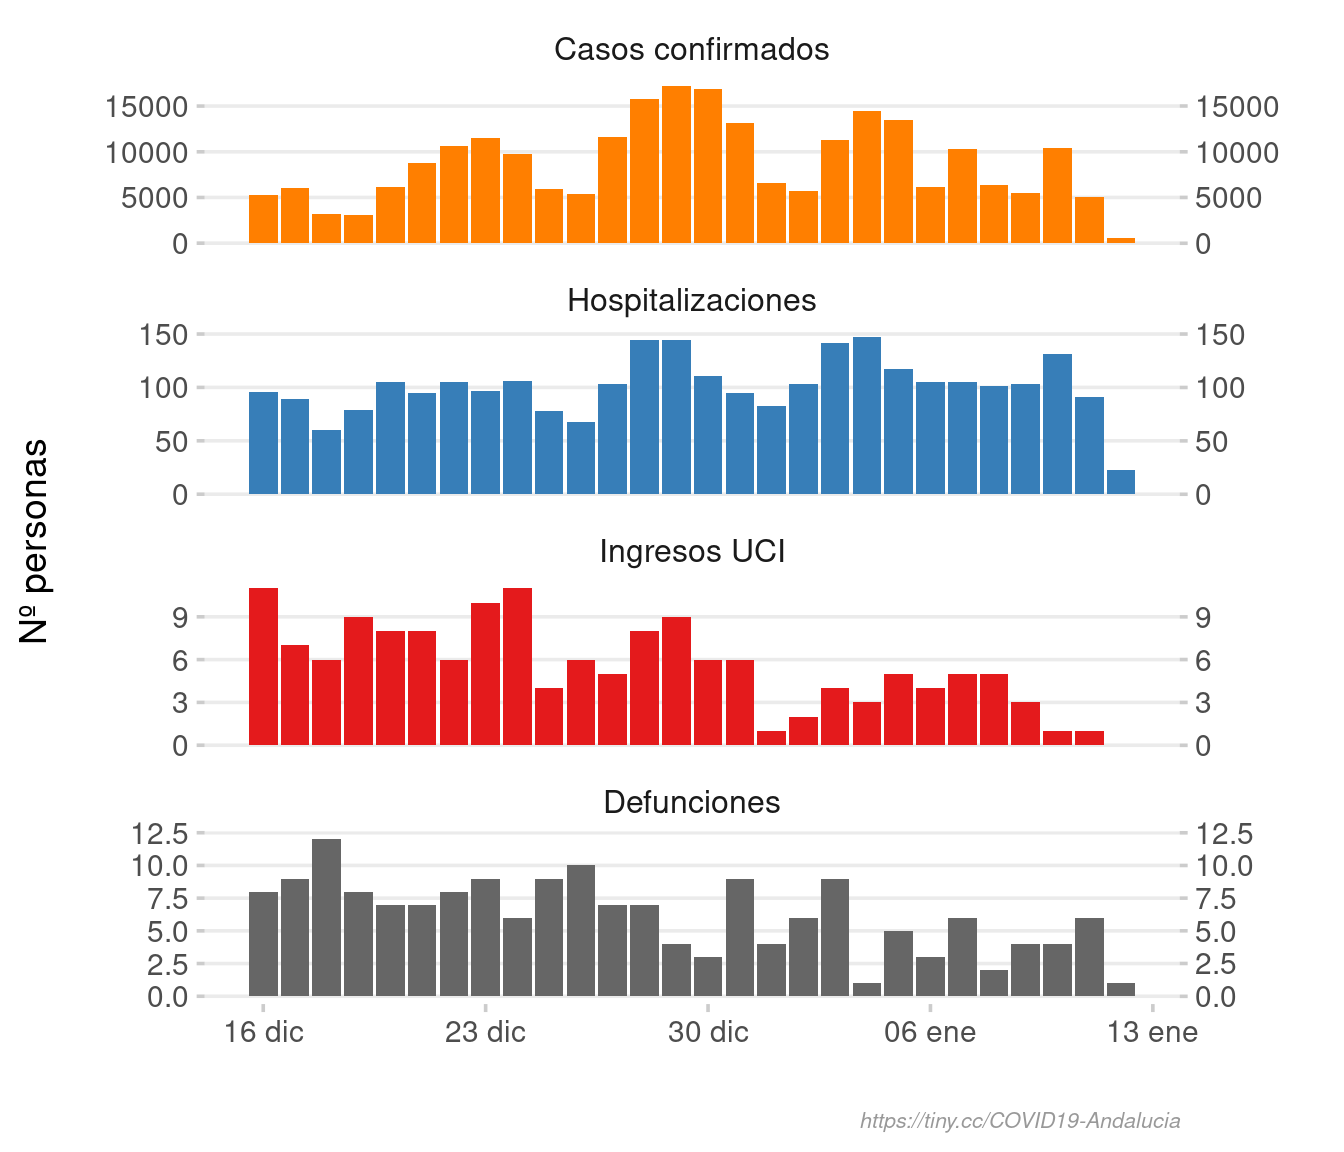 Casos confirmados
15000 15000
10000 10000
5000 5000
0 0
Hospitalizaciones
150 150
100 100
50 50
0 0
Nº personas
Ingresos UCI
9 9
6 6
3 3
0 0
Defunciones
12.5 12.5
10.0 10.0
7.5 7.5
5.0 5.0
2.5 2.5
0.0 0.0
16 dic 23 dic 30 dic 06 ene 13 ene
https://tiny.cc/COVID19-Andalucia